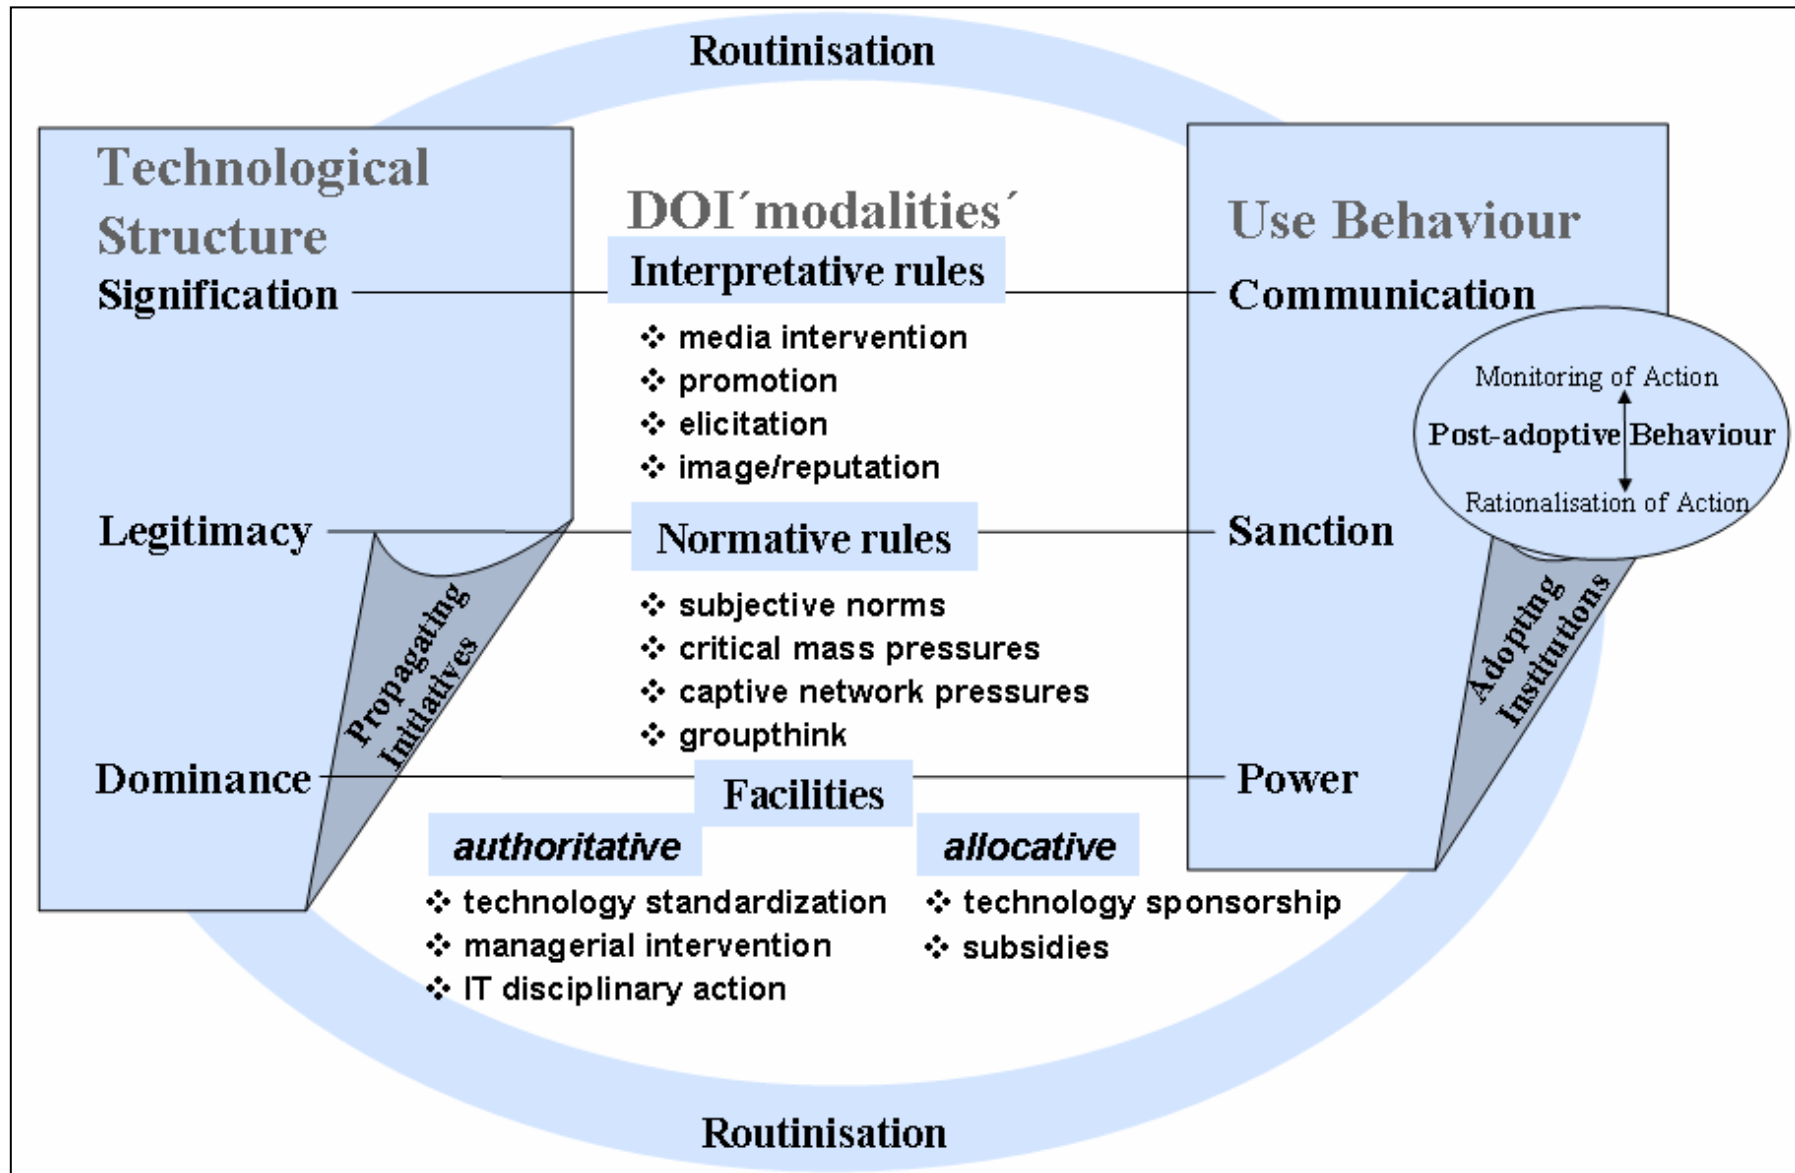 Routinisation
Technological
Structure
Signification
Legitimacy
Dominance
Propagating
Initiatives
DOI´modalities´
Interpretative rules
❖ media intervention
❖ promotion
❖ elicitation
❖ image/reputation
Normative rules
❖ subjective norms
❖ critical mass pressures
❖ captive network pressures
❖ groupthink
Facilities
authoritative
❖ technology standardization
❖ managerial intervention
❖ IT disciplinary action
allocative
❖ technology sponsorship
❖ subsidies
Use Behaviour
Communication
Monitoring of Action
Post-adoptive Behaviour
Rationalisation of Action
Sanction
Power
Adopting
Institutions
Routinisation